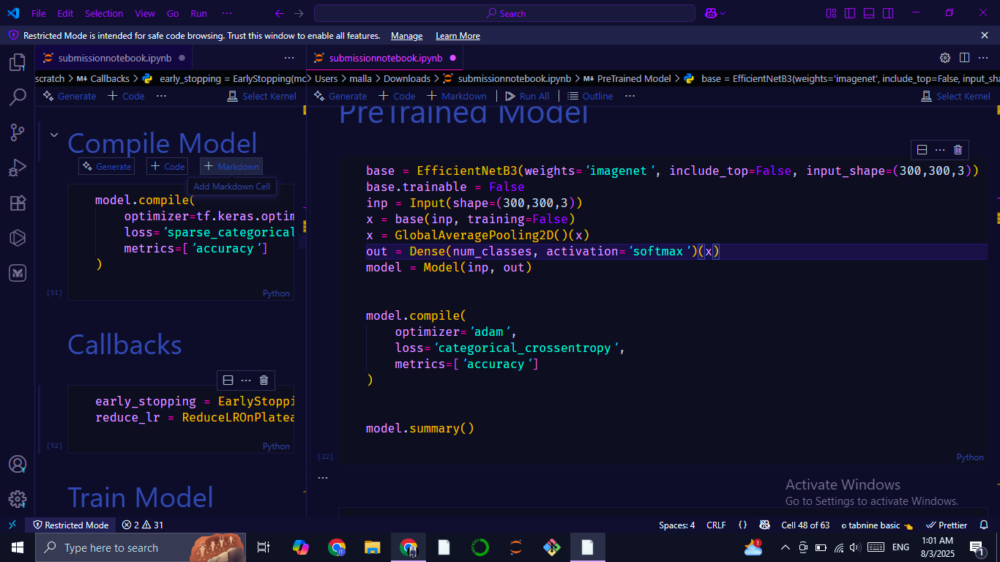 File Edit Selection View Go Run ··· Search
Restricted Mode is intended for safe code browsing. Trust this window to enable all features. Manage Learn More
submissionnotebook.ipynb
scratch > Callbacks > early_stopping = EarlyStopping(mo
Generate Code ··· Select Kernel
Compile Model
Generate Code Markdown
Add Markdown Cell
model.compile(
optimizer=tf.keras.optim
loss='sparse_categorical
metrics=['accuracy']
)
[51] Python
Callbacks
early_stopping = EarlyStoppi
reduce_lr = ReduceLROnPlatea
[52] Python
Train Model
submissionnotebook.ipynb
Users > malla > Downloads > submissionnotebook.ipynb > PreTrained Model > base = EfficientNetB3(weights='imagenet', include_top=False, input_sha
Generate Code Markdown Run All Outline ··· Select Kernel
PreTrained Model
base = EfficientNetB3(weights='imagenet', include_top=False, input_shape=(300,300,3))
base.trainable = False
inp = Input(shape=(300,300,3))
x = base(inp, training=False)
x = GlobalAveragePooling2D()(x)
out = Dense(num_classes, activation='softmax')(x)
model = Model(inp, out)
model.compile(
optimizer='adam',
loss='categorical_crossentropy',
metrics=['accuracy']
)
model.summary()
[22] Python
...
Activate Windows
Go to Settings to activate Windows.
Restricted Mode 2 31 Spaces: 4 CRLF {} Cell 48 of 63 tabnine basic Prettier
Type here to search 1 ENG 1:01 AM 1
8/3/2025